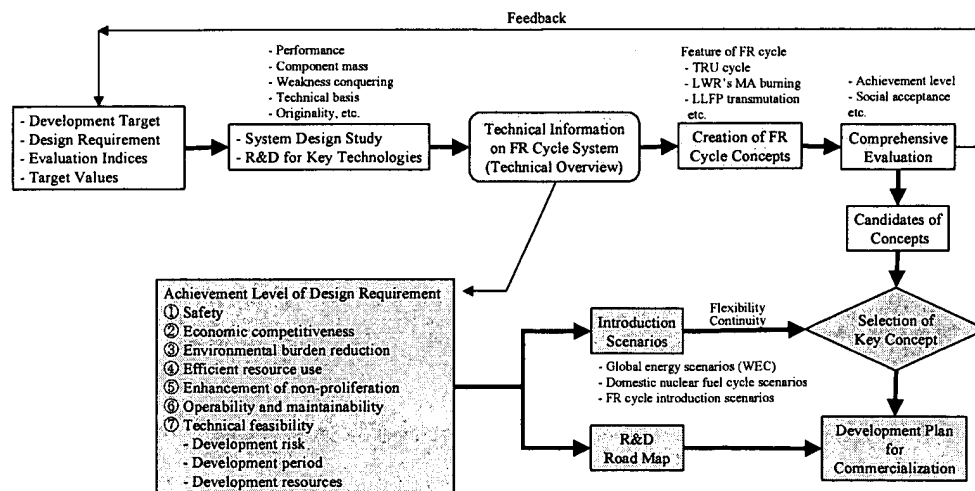 Feedback
- Performance
- Component mass
- Weakness conquering
- Technical basis
- Originality, etc.
Feature of FR cycle
- TRU cycle
- LWR's MA burning
- LLFP transmutation
etc.
- Achievement level
- Social acceptance
etc.
- Development Target
- Design Requirement
- Evaluation Indices
- Target Values
- System Design Study
- R&D for Key Technologies
Technical Information
on FR Cycle System
(Technical Overview)
Creation of FR
Cycle Concepts
Comprehensive
Evaluation
Candidates of
Concepts
Achievement Level of Design Requirement
① Safety
② Economic competitiveness
③ Environmental burden reduction
④ Efficient resource use
⑤ Enhancement of non-proliferation
⑥ Operability and maintainability
⑦ Technical feasibility
- Development risk
- Development period
- Development resources
Introduction
Scenarios
Flexibility
Continuity
Selection of
Key Concept
- Global energy scenarios (WEC)
- Domestic nuclear fuel cycle scenarios
- FR cycle introduction scenarios
R&D
Road Map
Development Plan
for
Commercialization